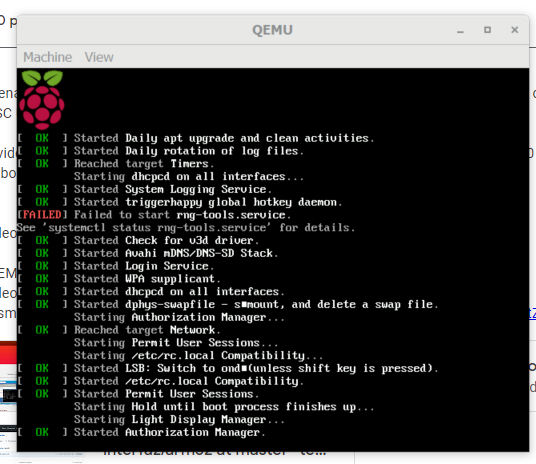 QEMU
Machine View
[ OK ] Started Daily apt upgrade and clean activities.
[ OK ] Started Daily rotation of log files.
[ OK ] Reached target Timers.
Starting dhcpcd on all interfaces...
[ OK ] Started System Logging Service.
[ OK ] Started triggerhappy global hotkey daemon.
[FAILED] Failed to start rng-tools.service.
See 'systemctl status rng-tools.service' for details.
[ OK ] Started Check for v3d driver.
[ OK ] Started Avahi mDNS/DNS-SD Stack.
[ OK ] Started Login Service.
[ OK ] Started WPA supplicant.
[ OK ] Started dhcpcd on all interfaces.
[ OK ] Started dphys-swapfile - s■mount, and delete a swap file.
Starting Authorization Manager...
[ OK ] Reached target Network.
Starting Permit User Sessions...
Starting /etc/rc.local Compatibility...
[ OK ] Started LSB: Switch to ond■(unless shift key is pressed).
[ OK ] Started /etc/rc.local Compatibility.
[ OK ] Started Permit User Sessions.
Starting Hold until boot process finishes up...
Starting Light Display Manager...
[ OK ] Started Authorization Manager.